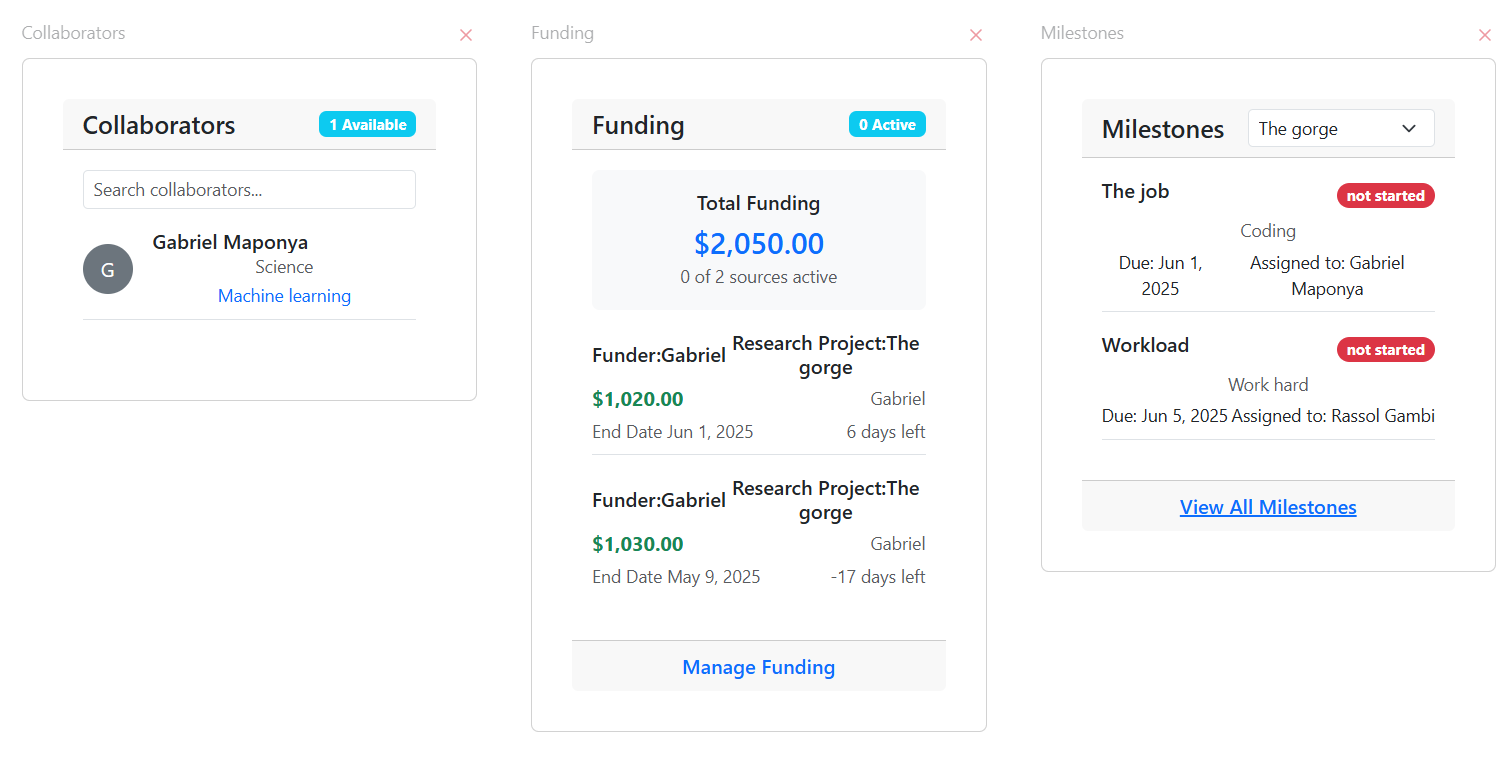 Collaborators
Collaborators
1 Available
Search collaborators...
G
Gabriel Maponya
Science
Machine learning
Funding
Funding
0 Active
Total Funding
$2,050.00
0 of 2 sources active
Funder:Gabriel
Research Project:The
gorge
$1,020.00
Gabriel
End Date Jun 1, 2025
6 days left
Funder:Gabriel
Research Project:The
gorge
$1,030.00
Gabriel
End Date May 9, 2025
-17 days left
Manage Funding
Milestones
Milestones
The gorge
The job
not started
Coding
Due: Jun 1,
2025
Assigned to: Gabriel
Maponya
Workload
not started
Work hard
Due: Jun 5, 2025
Assigned to: Rassol Gambi
View All Milestones